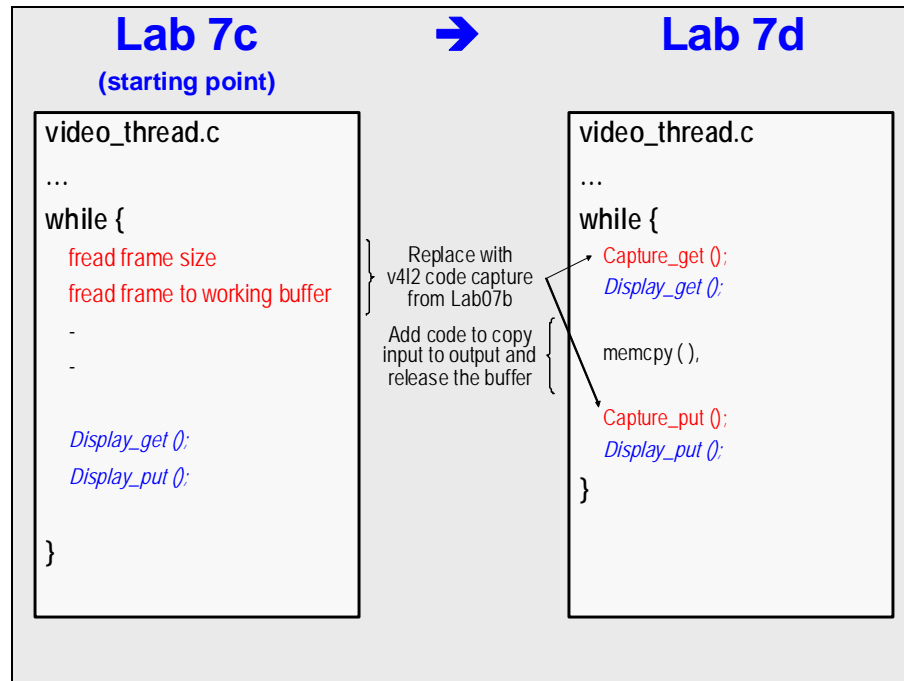 Lab 7c
(starting point)
➔
Lab 7d
video_thread.c
...
while {
fread frame size
fread frame to working buffer
-
-
Display_get ();
Display_put ();
}
Replace with
v4l2 code capture
from Lab07b
Add code to copy
input to output and
release the buffer
video_thread.c
...
while {
Capture_get ();
Display_get ();
memcpy ( ),
Capture_put ();
Display_put ();
}